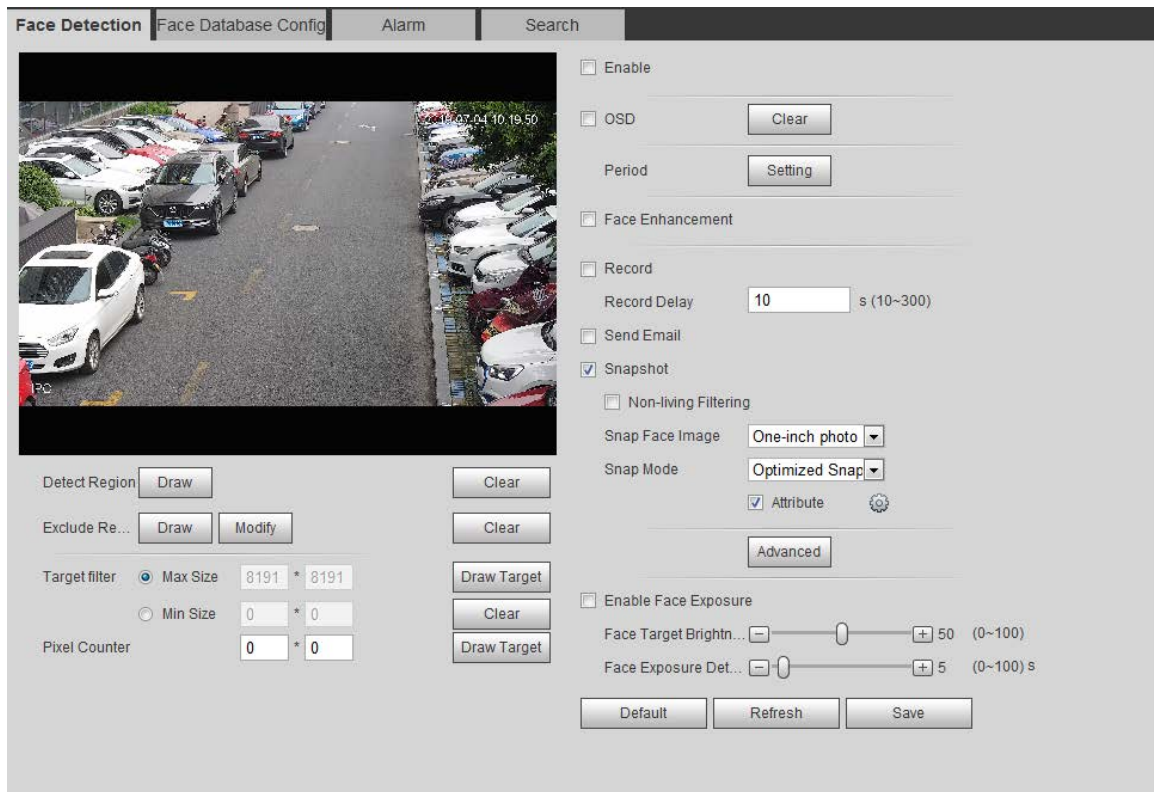 Face Detection Face Database Config Alarm Search
Enable
OSD Clear
Period Setting
Face Enhancement
Record
Record Delay 10 s (10~300)
Send Email
Snapshot
Non-living Filtering
Snap Face Image One-inch photo
Snap Mode Optimized Snap
Attribute
Advanced
Enable Face Exposure
Face Target Brightn... 50 (0~100)
Face Exposure Det... 5 (0~100) s
Default Refresh Save
10:19:50
IPC
Detect Region Draw Clear
Exclude Re... Draw Modify Clear
Target filter Max Size 8191 * 8191 Draw Target
Min Size 0 * 0 Clear
Pixel Counter 0 * 0 Draw Target